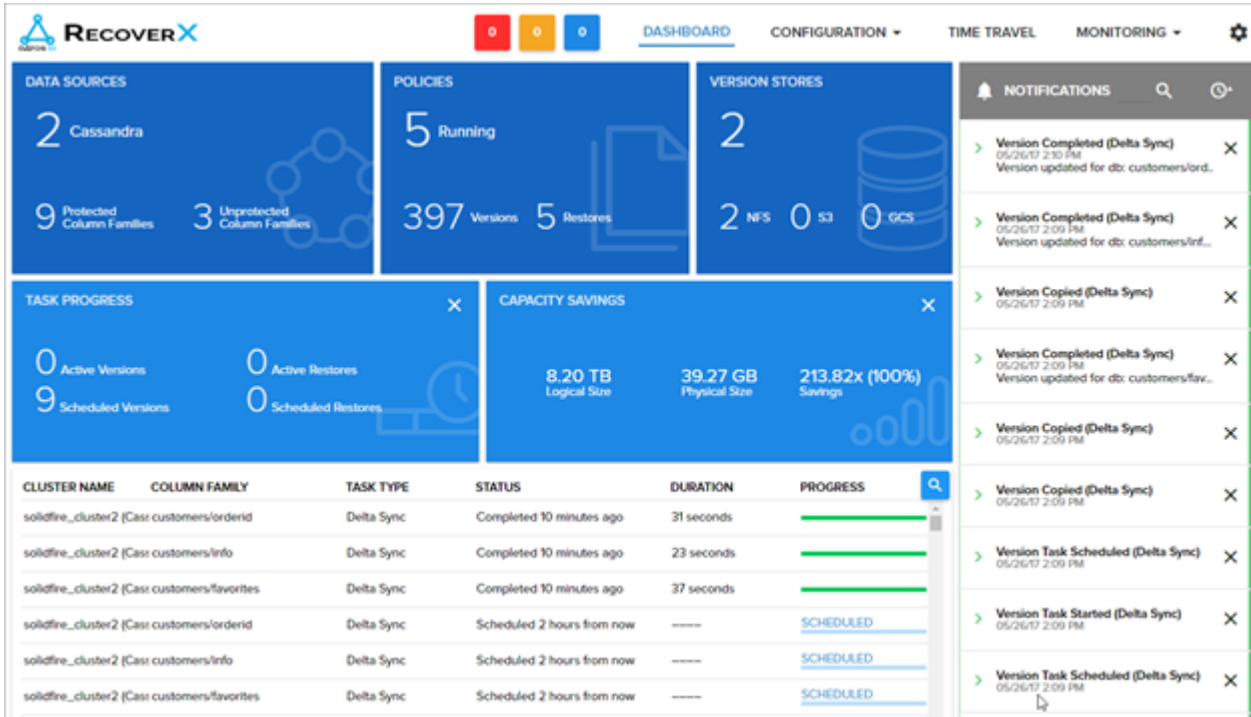 RECOVERX
0 0 0 DASHBOARD CONFIGURATION TIME TRAVEL MONITORING
DATA SOURCES
2 Cassandra
9 Protected Column Families 3 Unprotected Column Families
POLICIES
5 Running
397 Versions 5 Restores
VERSION STORES
2
2 NFS 0 S3 0 GCS
TASK PROGRESS
0 Active Versions 0 Active Restores
9 Scheduled Versions 0 Scheduled Restores
CAPACITY SAVINGS
8.20 TB 39.27 GB 213.82x (100%)
Logical Size Physical Size Savings
CLUSTER NAME COLUMN FAMILY TASK TYPE STATUS DURATION PROGRESS
solidfire_cluster2 (Cass customers/orderid Delta Sync Completed 10 minutes ago 31 seconds
solidfire_cluster2 (Cass customers/info Delta Sync Completed 10 minutes ago 23 seconds
solidfire_cluster2 (Cass customers/favorites Delta Sync Completed 10 minutes ago 37 seconds
solidfire_cluster2 (Cass customers/orderid Delta Sync Scheduled 2 hours from now ---- SCHEDULED
solidfire_cluster2 (Cass customers/info Delta Sync Scheduled 2 hours from now ---- SCHEDULED
solidfire_cluster2 (Cass customers/favorites Delta Sync Scheduled 2 hours from now ---- SCHEDULED
NOTIFICATIONS
Version Completed (Delta Sync)
05/26/17 2:10 PM
Version updated for db: customers/ord..
Version Completed (Delta Sync)
05/26/17 2:09 PM
Version updated for db: customers/inf...
Version Copied (Delta Sync)
05/26/17 2:09 PM
Version Completed (Delta Sync)
05/26/17 2:09 PM
Version updated for db: customers/fav...
Version Copied (Delta Sync)
05/26/17 2:09 PM
Version Copied (Delta Sync)
05/26/17 2:09 PM
Version Task Scheduled (Delta Sync)
05/26/17 2:09 PM
Version Task Started (Delta Sync)
05/26/17 2:09 PM
Version Task Scheduled (Delta Sync)
05/26/17 2:09 PM